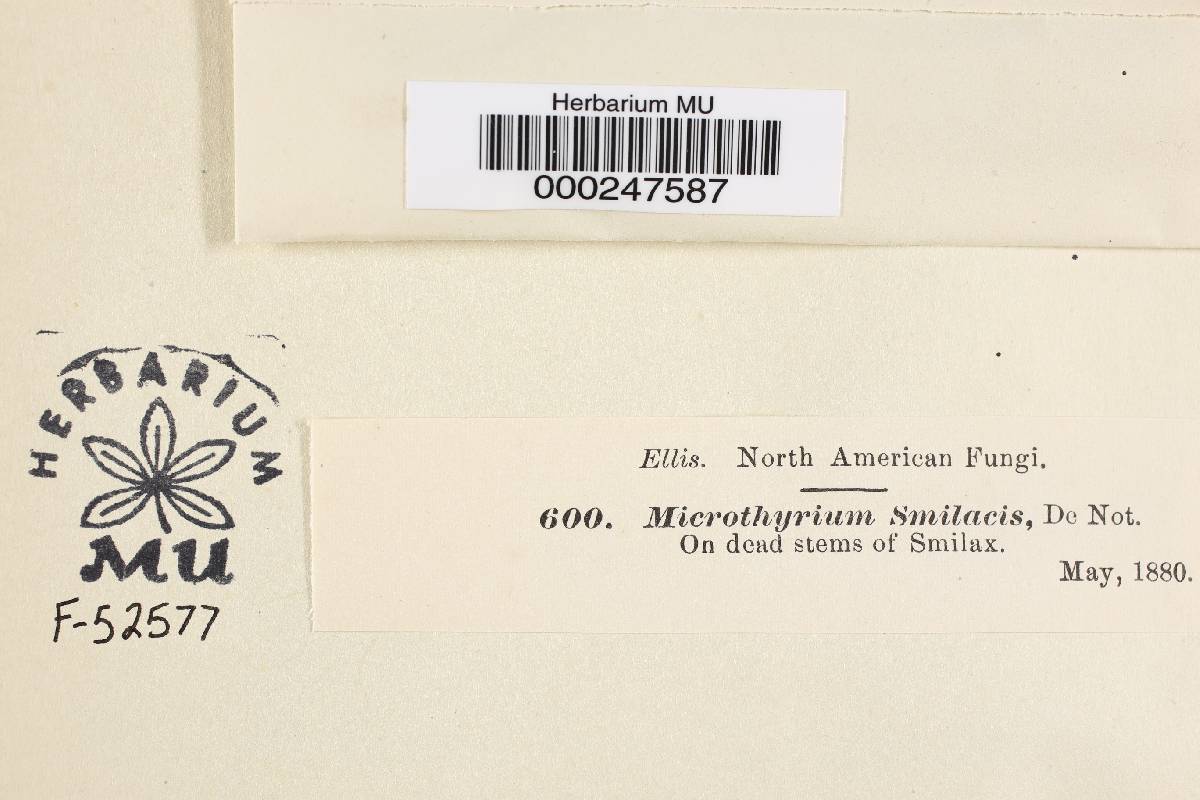 Herbarium MU
000247587
HERBARIUM
MU
F-52577
Ellis. North American Fungi.
600. Microthyrium Smilacis, De Not.
On dead stems of Smilax.
May, 1880.